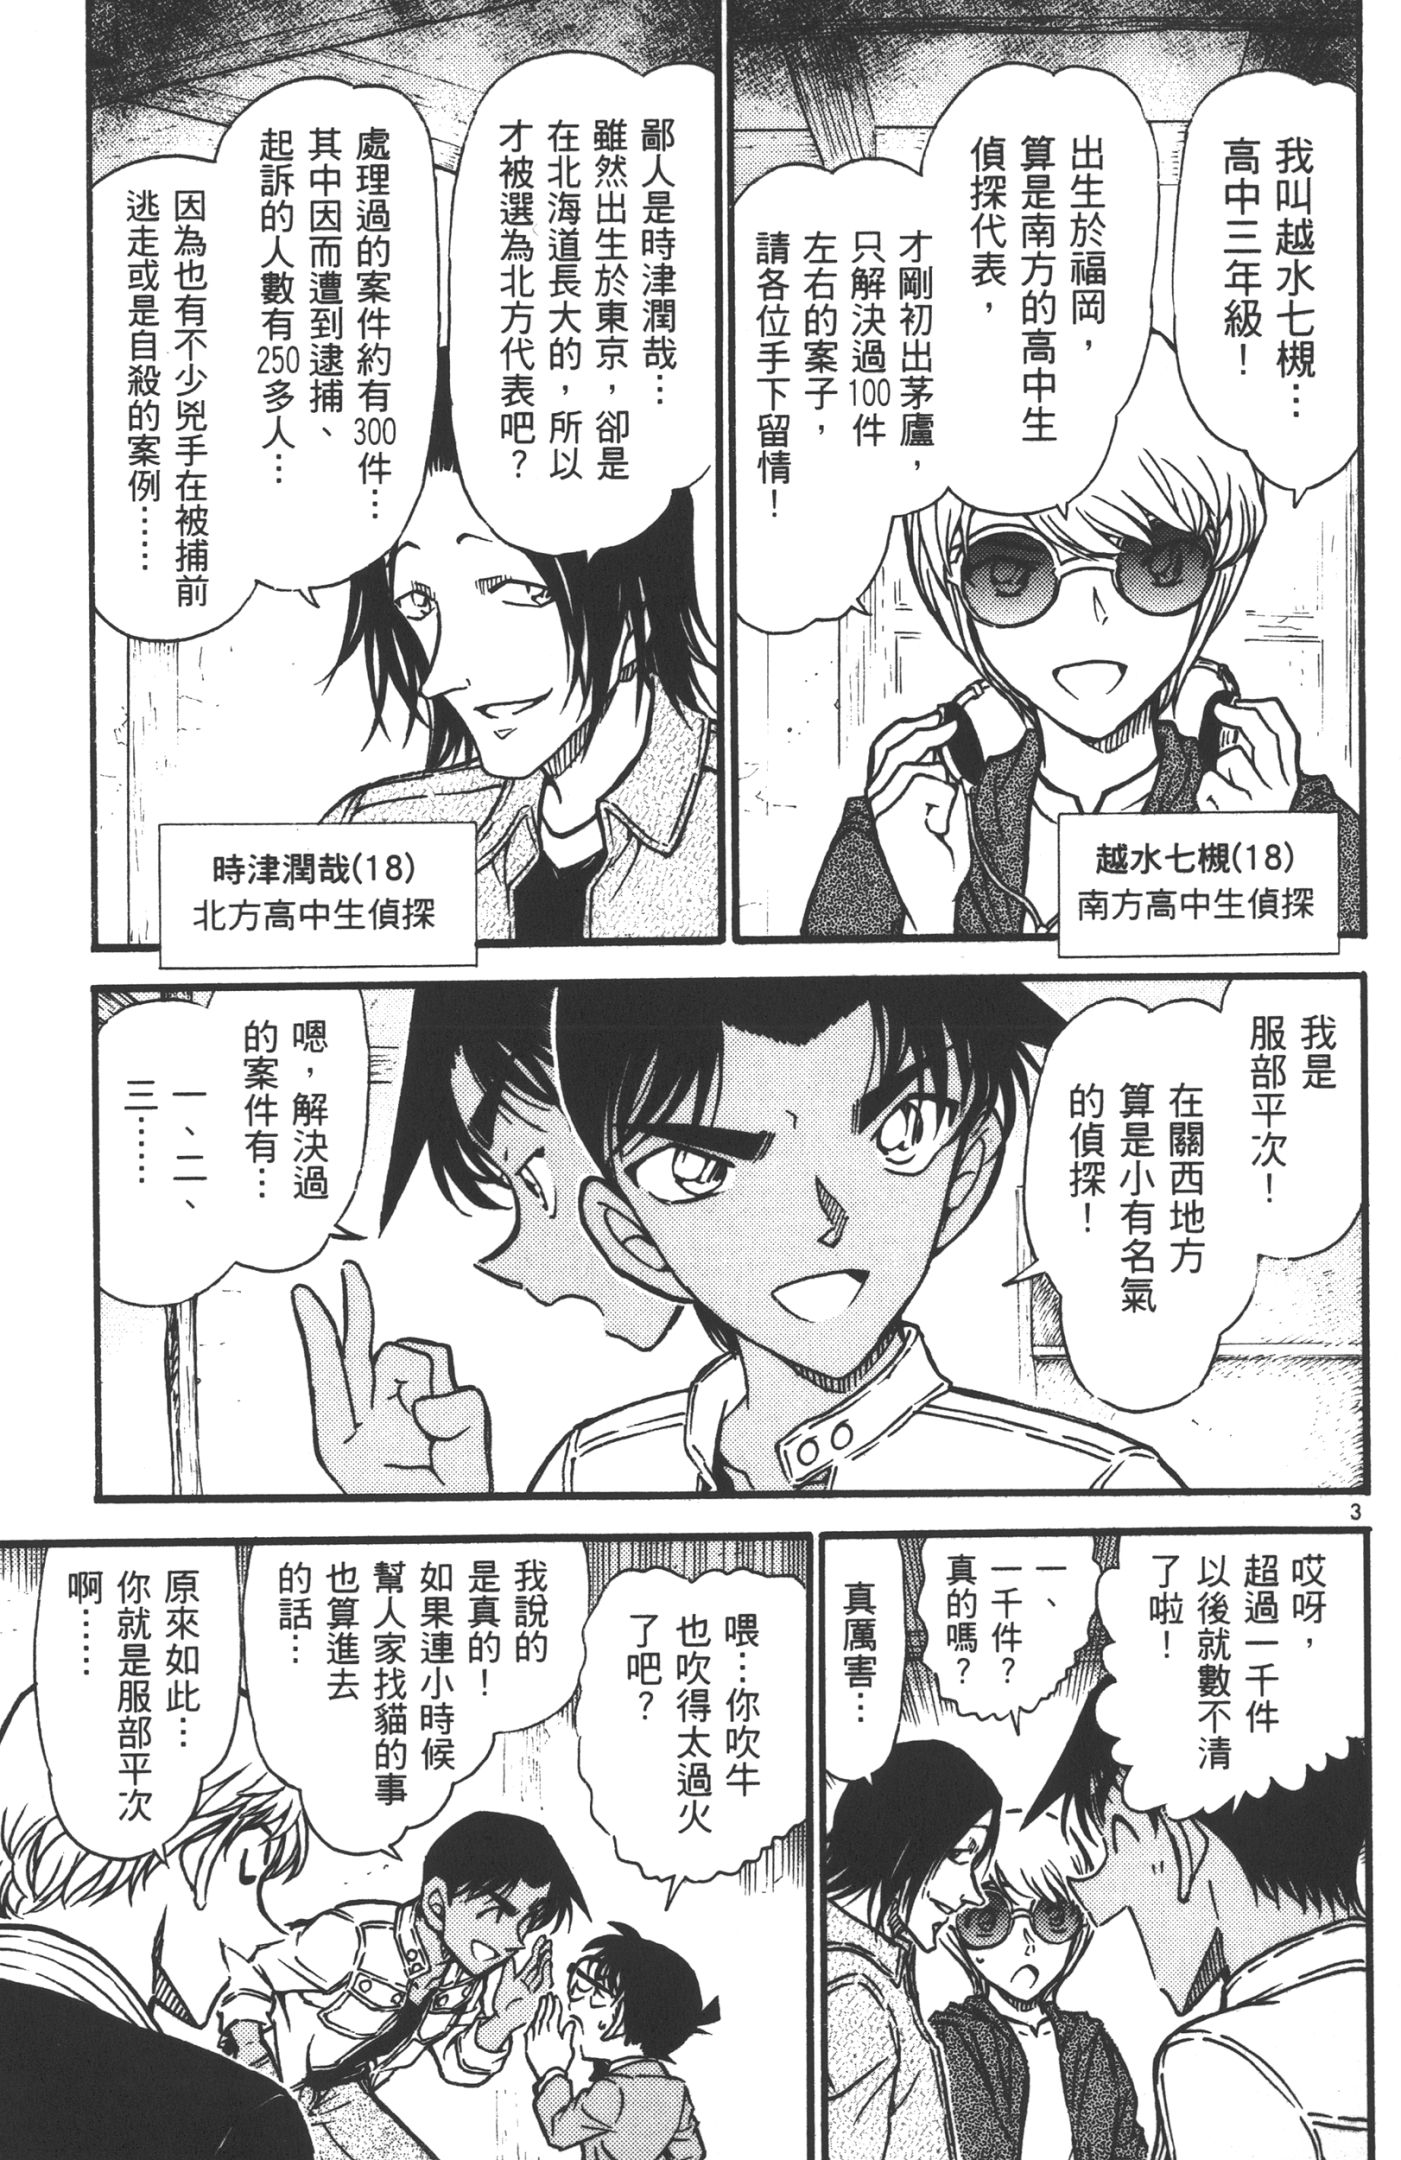 我叫越水七槻…
高中三年級！
出生於福岡，
算是南方的高中生
偵探代表，
才剛初出茅廬，
只解決過100件
左右的案子，
請各位手下留情！
越水七槻(18)
南方高中生偵探
鄙人是時津潤哉…
雖然出生於東京，卻是
在北海道長大的，所以
才被選為北方代表吧？
處理過的案件約有300件…
其中因而遭到逮捕、
起訴的人數有250多人…
因為也有不少兇手在被捕前
逃走或是自殺的案例……
時津潤哉(18)
北方高中生偵探
我是
服部平次！
在關西地方
算是小有名氣
的偵探！
嗯，解決過
的案件有…
一、二、
三……
3
哎呀，
超過一千件
以後就數不清
了啦！
一、
一千件？
真的嗎？
真厲害…
喂…你吹牛
也吹得太過火
了吧？
我說的
是真的！
如果連小時候
幫人家找貓的事
也算進去
的話…
原來如此…
你就是服部平次
啊……